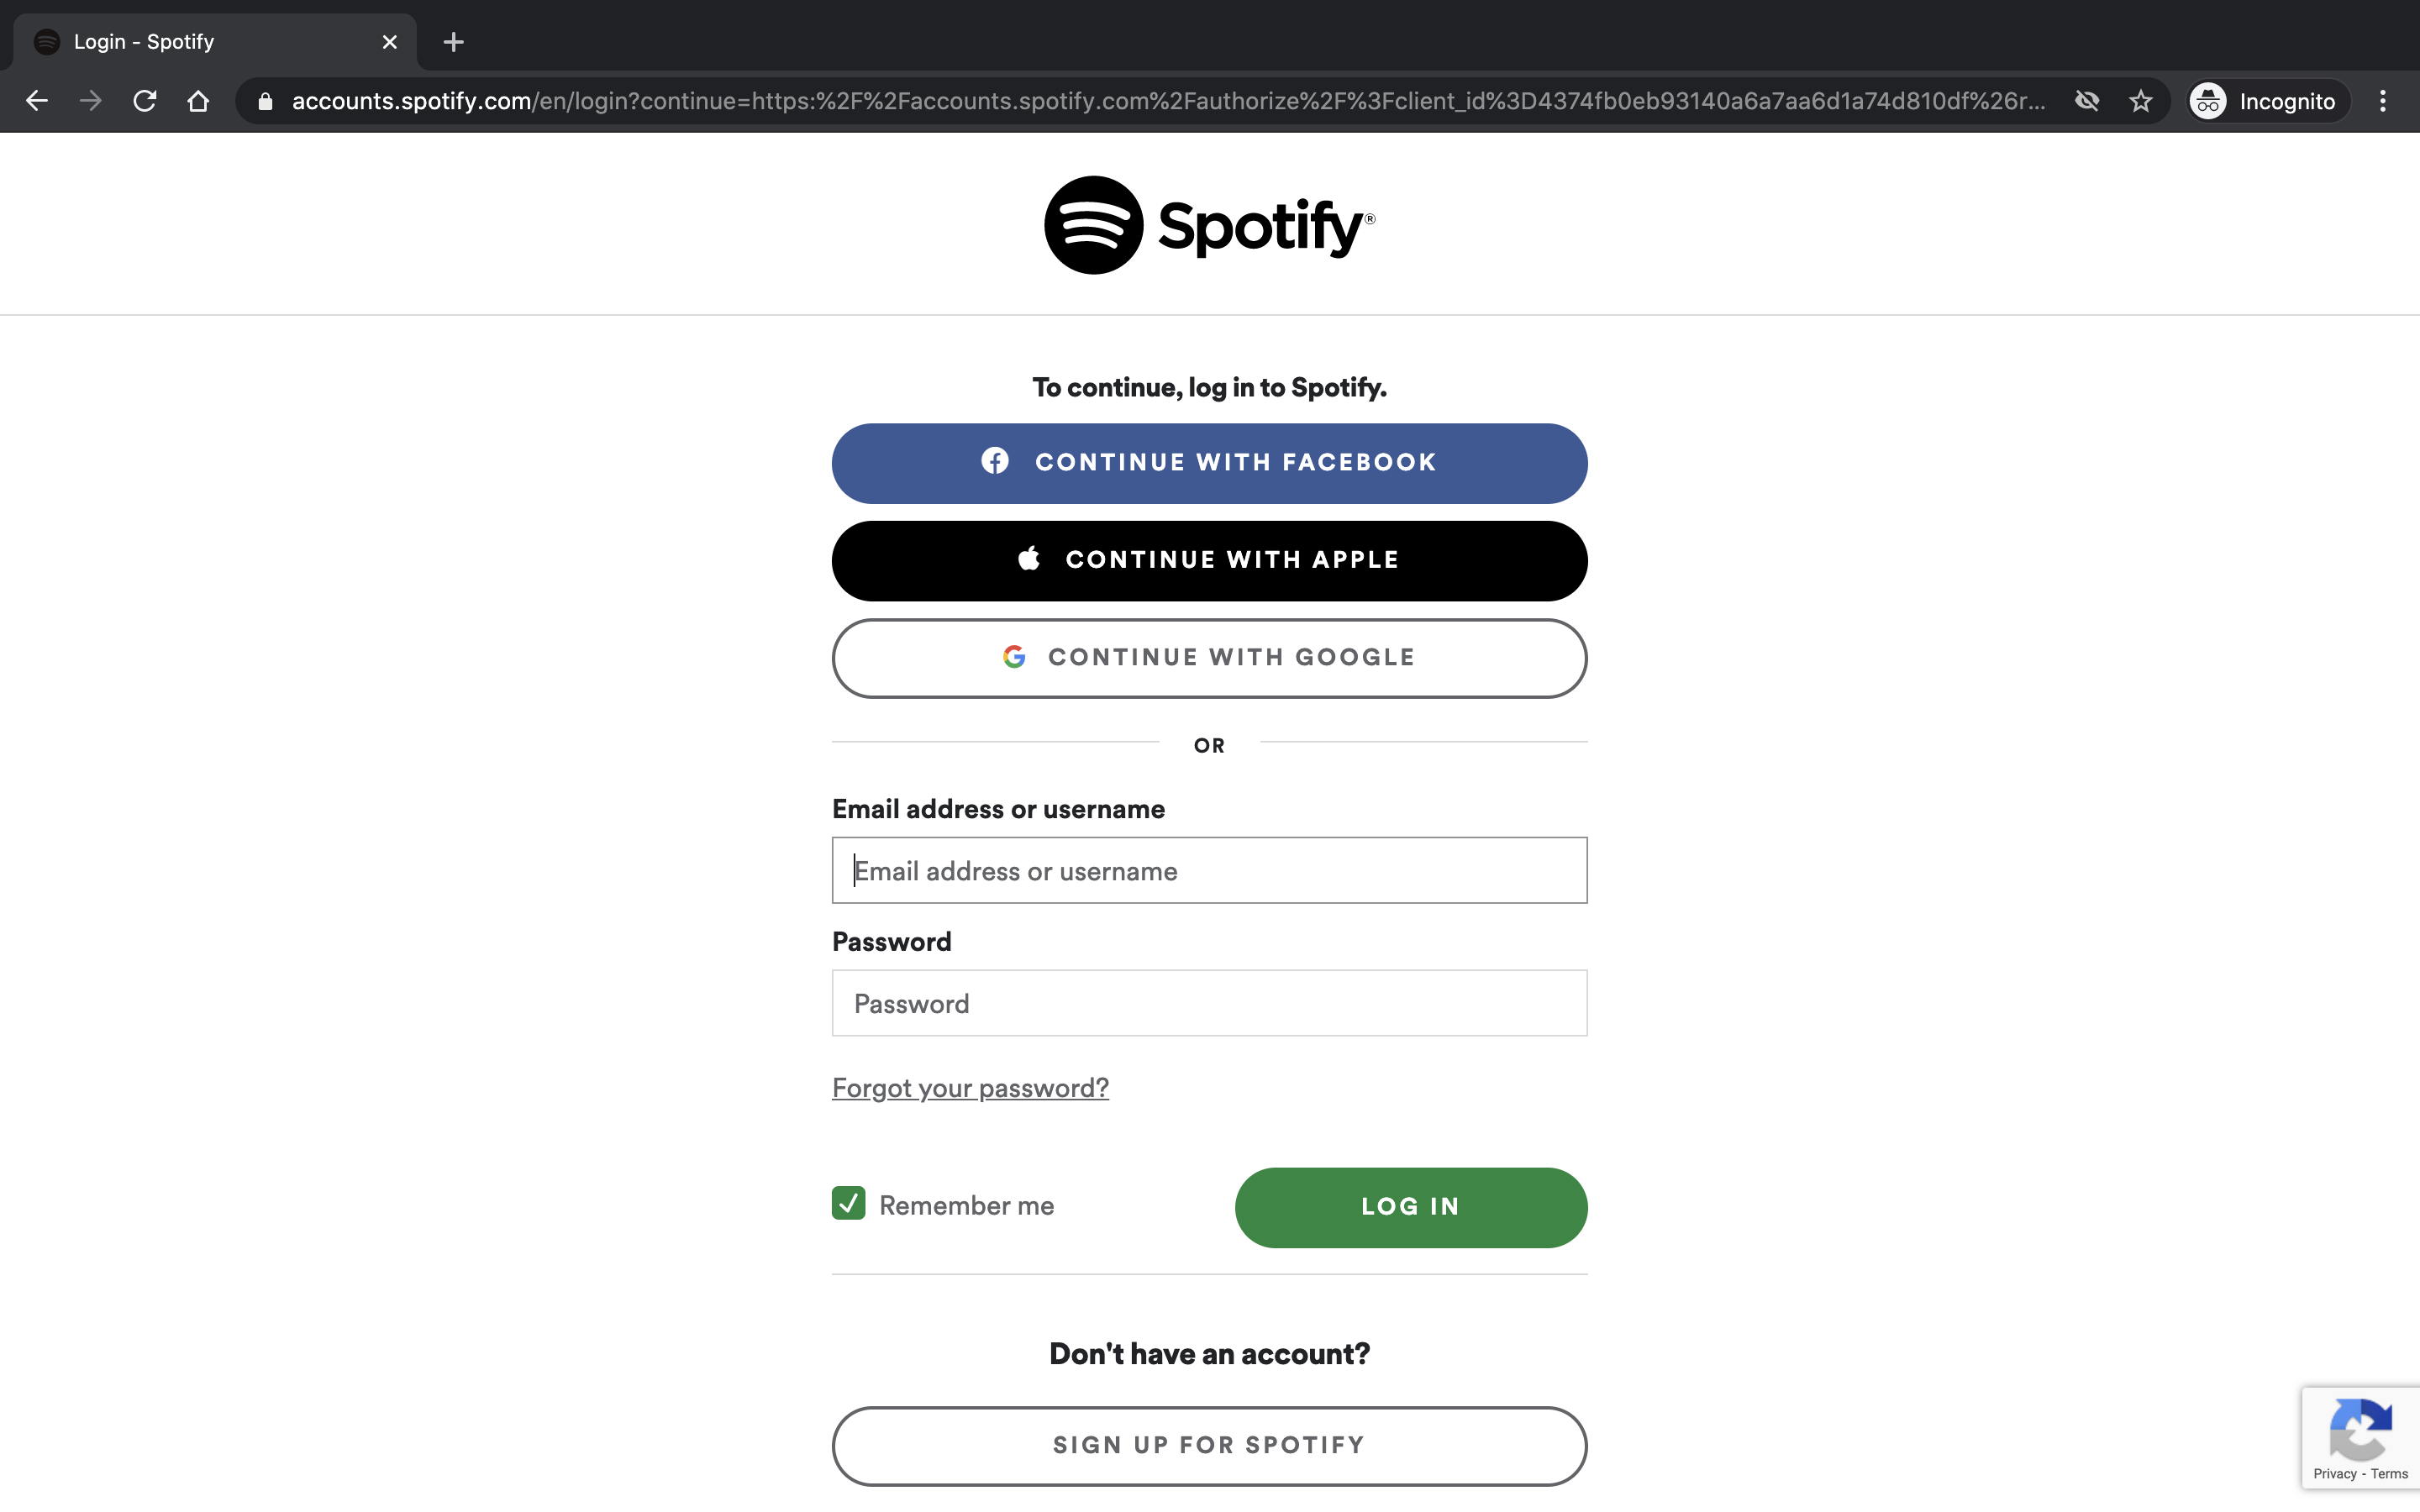 Login - Spotify
accounts.spotify.com/en/login?continue=https:%2F%2Faccounts.spotify.com%2Fauthorize%2F%3Fclient_id%3D4374fb0eb93140a6a7aa6d1a74d810df%26r...
Incognito
Spotify®
To continue, log in to Spotify.
CONTINUE WITH FACEBOOK
CONTINUE WITH APPLE
CONTINUE WITH GOOGLE
OR
Email address or username
Email address or username
Password
Password
Forgot your password?
Remember me
LOG IN
Don't have an account?
SIGN UP FOR SPOTIFY
Privacy - Terms